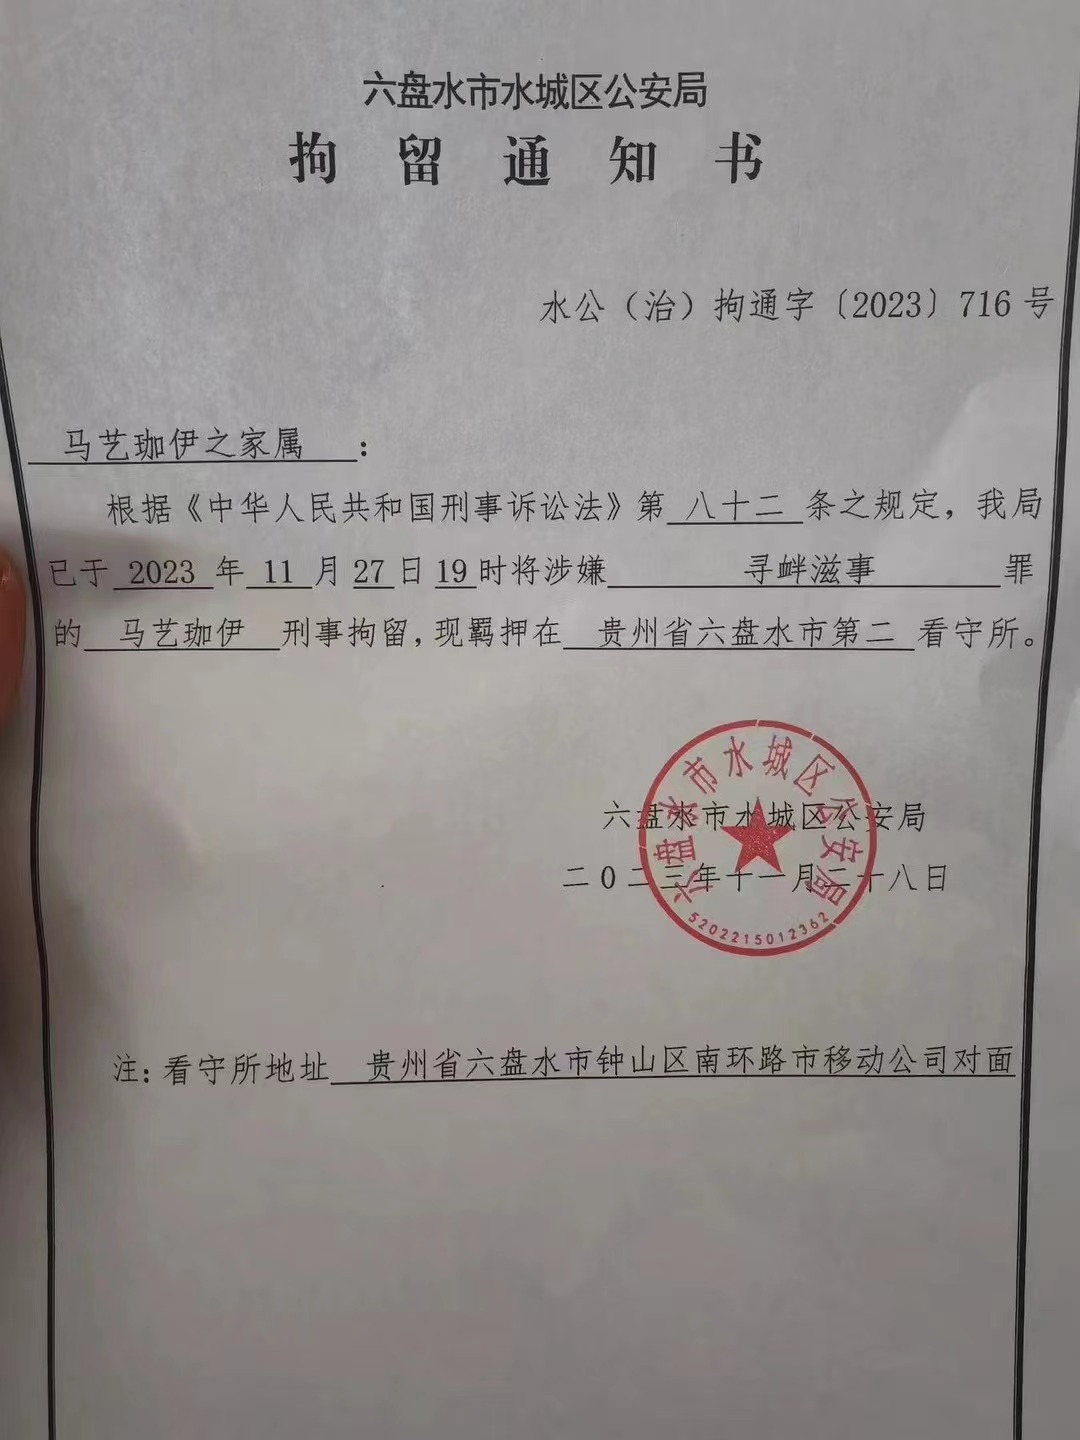 六盘水市水城区公安局
拘留通知书
水公（治）拘通字〔2023〕716号
马艺珈伊之家属：
根据《中华人民共和国刑事诉讼法》第八十二条之规定，我局
已于2023年11月27日19时将涉嫌寻衅滋事罪
的马艺珈伊刑事拘留，现羁押在贵州省六盘水市第二看守所。
六盘水市水城区公安局
二0二三年十一月二十八日
六盘水市水城区公安局
5202215012362
注：看守所地址贵州省六盘水市钟山区南环路市移动公司对面